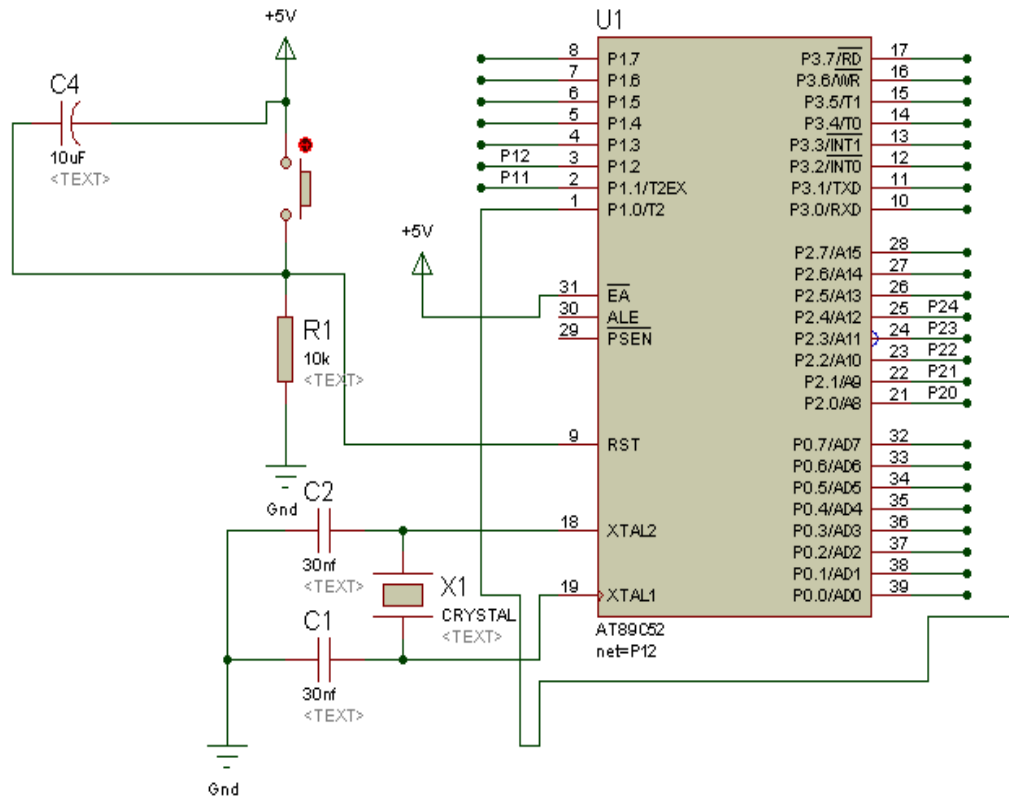 +5V
C4
10uF
<TEXT>
+5V
R1
10k
<TEXT>
Gnd
C2
30nf
<TEXT>
X1
CRYSTAL
<TEXT>
C1
30nf
<TEXT>
Gnd
U1
8 P1.7
7 P1.6
6 P1.5
5 P1.4
4 P1.3
P12 3 P1.2
P11 2 P1.1/T2EX
1 P1.0/T2
31 EA
30 ALE
29 PSEN
9 RST
18 XTAL2
19 XTAL1
P3.7/RD 17
P3.6/WR 16
P3.5/T1 15
P3.4/T0 14
P3.3/INT1 13
P3.2/INT0 12
P3.1/TXD 11
P3.0/RXD 10
P2.7/A15 28
P2.6/A14 27
P2.5/A13 26
P2.4/A12 25 P24
P2.3/A11 24 P23
P2.2/A10 23 P22
P2.1/A9 22 P21
P2.0/A8 21 P20
P0.7/AD7 32
P0.6/AD6 33
P0.5/AD5 34
P0.4/AD4 35
P0.3/AD3 36
P0.2/AD2 37
P0.1/AD1 38
P0.0/AD0 39
AT89C52
net=P12